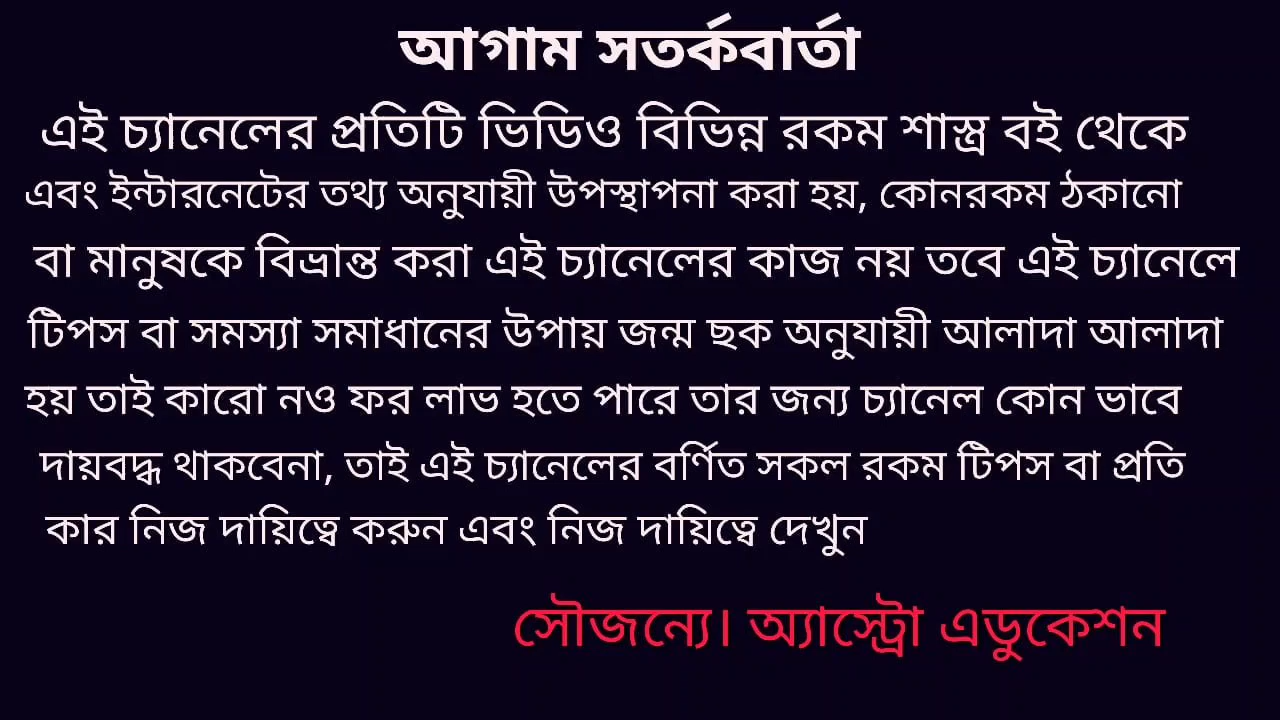 আগাম সতর্কবার্তা
এই চ্যানেলের প্রতিটি ভিডিও বিভিন্ন রকম শাস্ত্র বই থেকে
এবং ইন্টারনেটের তথ্য অনুযায়ী উপস্থাপনা করা হয়, কোনরকম ঠকানো
বা মানুষকে বিভ্রান্ত করা এই চ্যানেলের কাজ নয় তবে এই চ্যানেলে
টিপস বা সমস্যা সমাধানের উপায় জন্ম ছক অনুযায়ী আলাদা আলাদা
হয় তাই কারো নও ফর লাভ হতে পারে তার জন্য চ্যানেল কোন ভাবে
দায়বদ্ধ থাকবেনা, তাই এই চ্যানেলের বর্ণিত সকল রকম টিপস বা প্রতি
কার নিজ দায়িত্বে করুন এবং নিজ দায়িত্বে দেখুন
সৌজন্যে। অ্যাস্ট্রো এডুকেশন